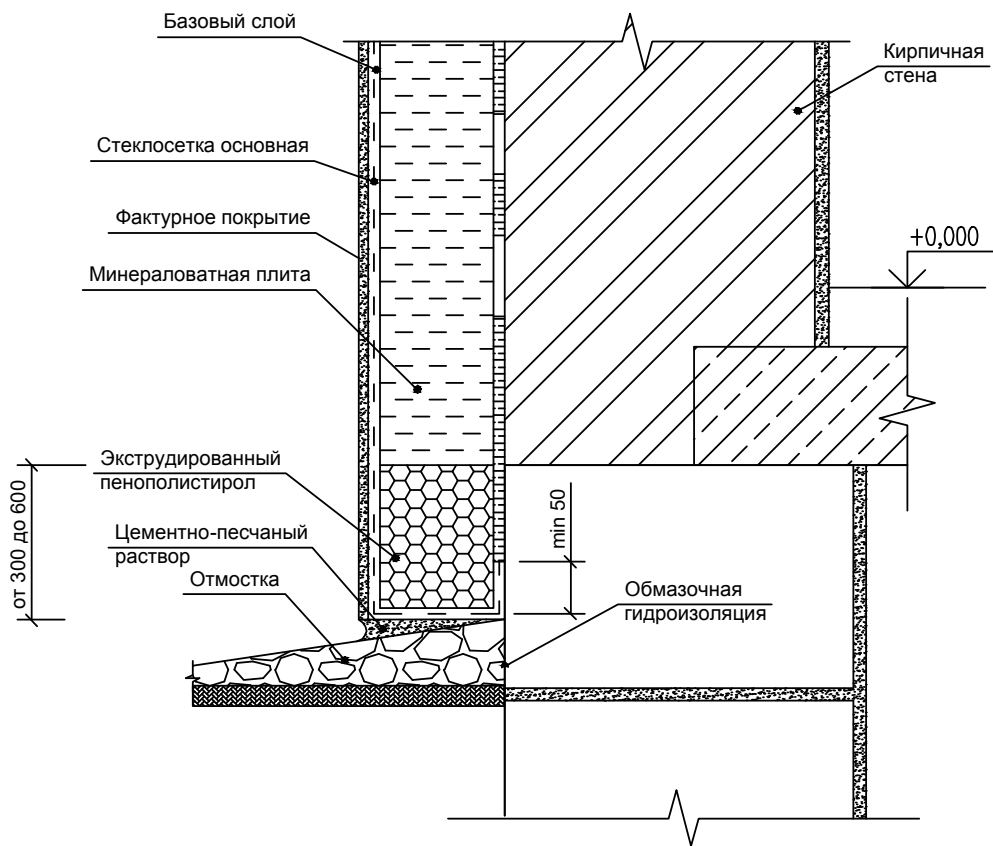 Базовый слой
Кирпичная
стена
Стеклосетка основная
Фактурное покрытие
+0,000
Минераловатная плита
Экструдированный
пенополистирол
от 300 до 600
min 50
Цементно-песчаный
раствор
Отмостка
Обмазочная
гидроизоляция